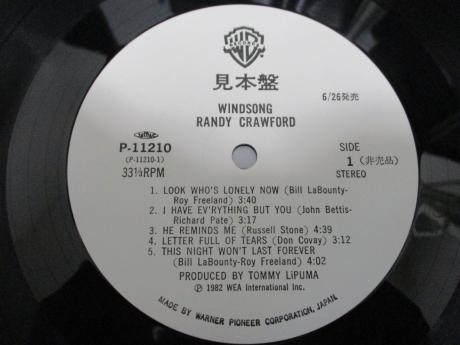 見本盤
WINDSONG
RANDY CRAWFORD
6/26発売
P-11210
(P-11210-1)
33⅓RPM
SIDE
1 (非売品)
STEREO
1. LOOK WHO'S LONELY NOW (Bill LaBounty-
Roy Freeland) 3:40
2. I HAVE EV'RYTHING BUT YOU (John Bettis-
Richard Pate) 3:17
3. HE REMINDS ME (Russell Stone) 4:39
4. LETTER FULL OF TEARS (Don Covay) 3:12
5. THIS NIGHT WON'T LAST FOREVER
(Bill LaBounty-Roy Freeland) 4:02
PRODUCED BY TOMMY LiPUMA
Ⓟ 1982 WEA International Inc.
MADE BY WARNER PIONEER CORPORATION, JAPAN.